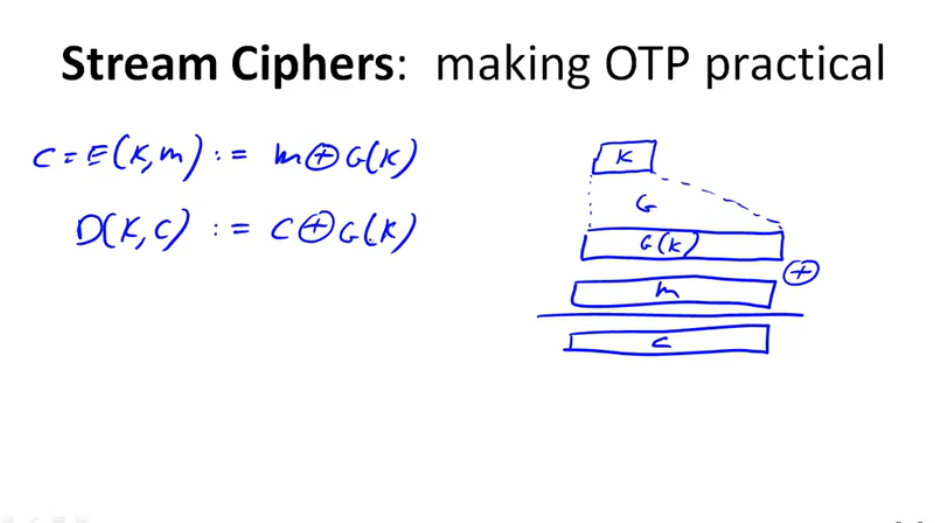 Stream Ciphers: making OTP practical
C = E(K,m) := m⊕G(K)
D(K,C) := C⊕G(K)
K
G
G(K)
⊕
m
C